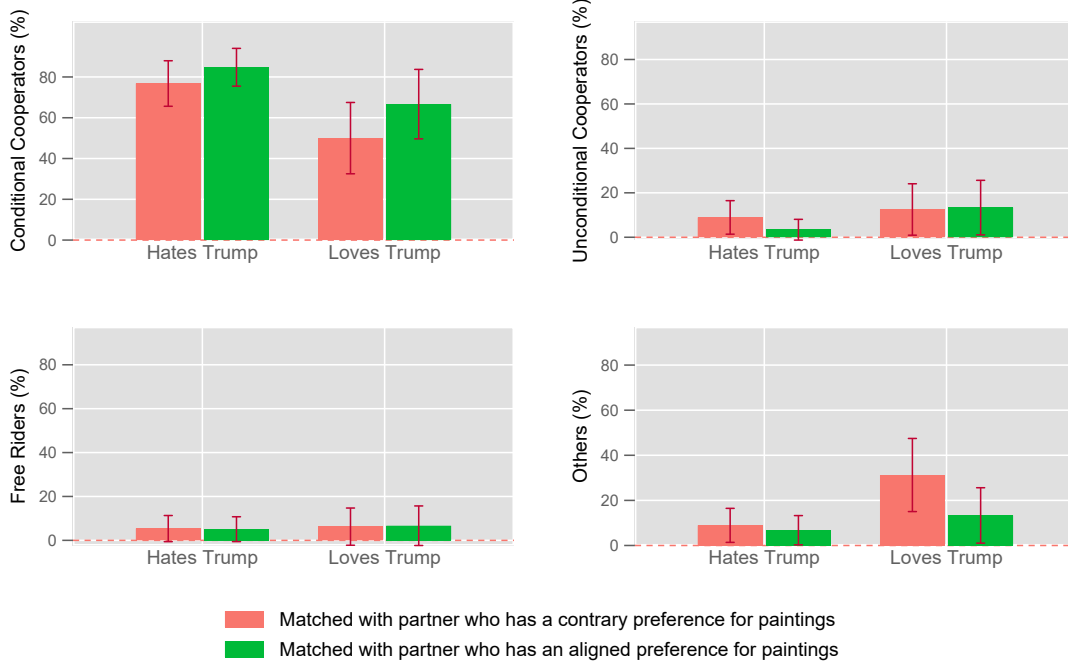 Conditional Cooperators (%)
80
60
40
20
0
Hates Trump
Loves Trump
Unconditional Cooperators (%)
80
60
40
20
0
Hates Trump
Loves Trump
Free Riders (%)
80
60
40
20
0
Hates Trump
Loves Trump
Others (%)
80
60
40
20
0
Hates Trump
Loves Trump
Matched with partner who has a contrary preference for paintings
Matched with partner who has an aligned preference for paintings